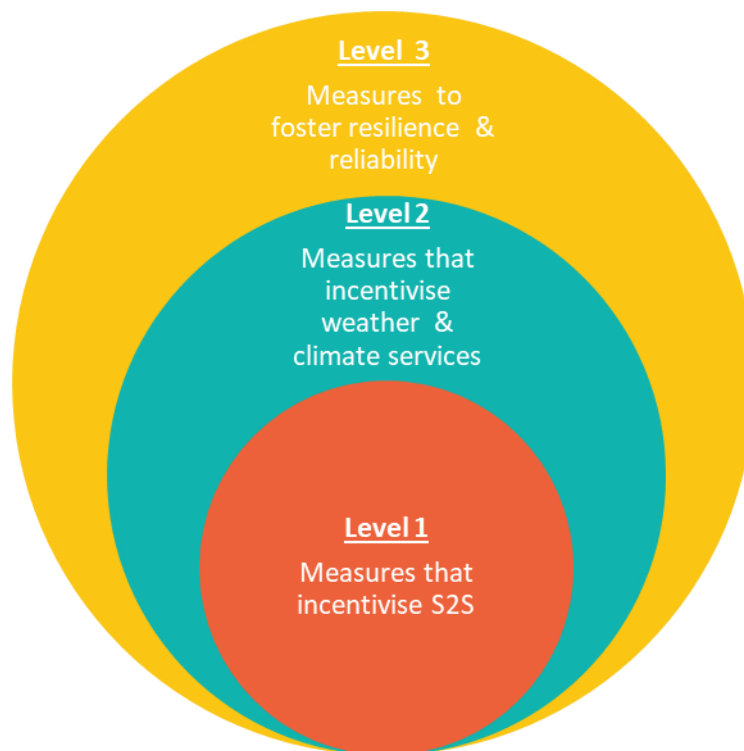 Level 3
Measures to
foster resilience &
reliability
Level 2
Measures that
incentivise
weather &
climate services
Level 1
Measures that
incentivise S2S